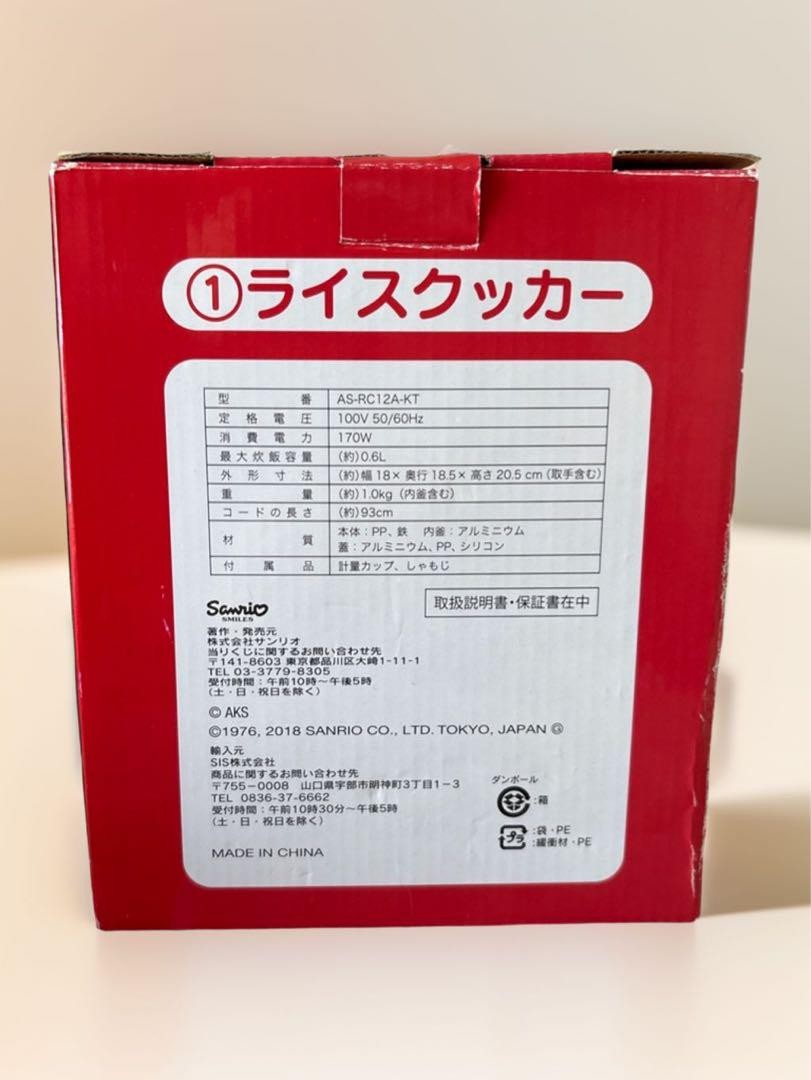 ①ライスクッカー
型番 AS-RC12A-KT
定格電圧 100V 50/60Hz
消費電力 170W
最大炊飯容量 (約)0.6L
外形寸法 (約)幅18×奥行18.5×高さ20.5cm(取手含む)
重量 (約)1.0kg(内釜含む)
コードの長さ (約)93cm
材質 本体:PP、鉄 内釜:アルミニウム
蓋:アルミニウム、PP、シリコン
付属品 計量カップ、しゃもじ
取扱説明書・保証書在中
Sanrio
SMILES
著作・発売元
株式会社サンリオ
当りくじに関するお問い合わせ先
〒141-8603 東京都品川区大崎1-11-1
TEL 03-3779-8305
受付時間:午前10時〜午後5時
(土・日・祝日を除く)
© AKS
©1976, 2018 SANRIO CO., LTD. TOKYO, JAPAN Ⓖ
輸入元
SIS株式会社
商品に関するお問い合わせ先
〒755-0008 山口県宇部市明神町3丁目1-3
TEL 0836-37-6662
受付時間:午前10時30分〜午後5時
(土・日・祝日を除く)
MADE IN CHINA
ダンボール
:箱
プラ
:袋・PE
:緩衝材・PE